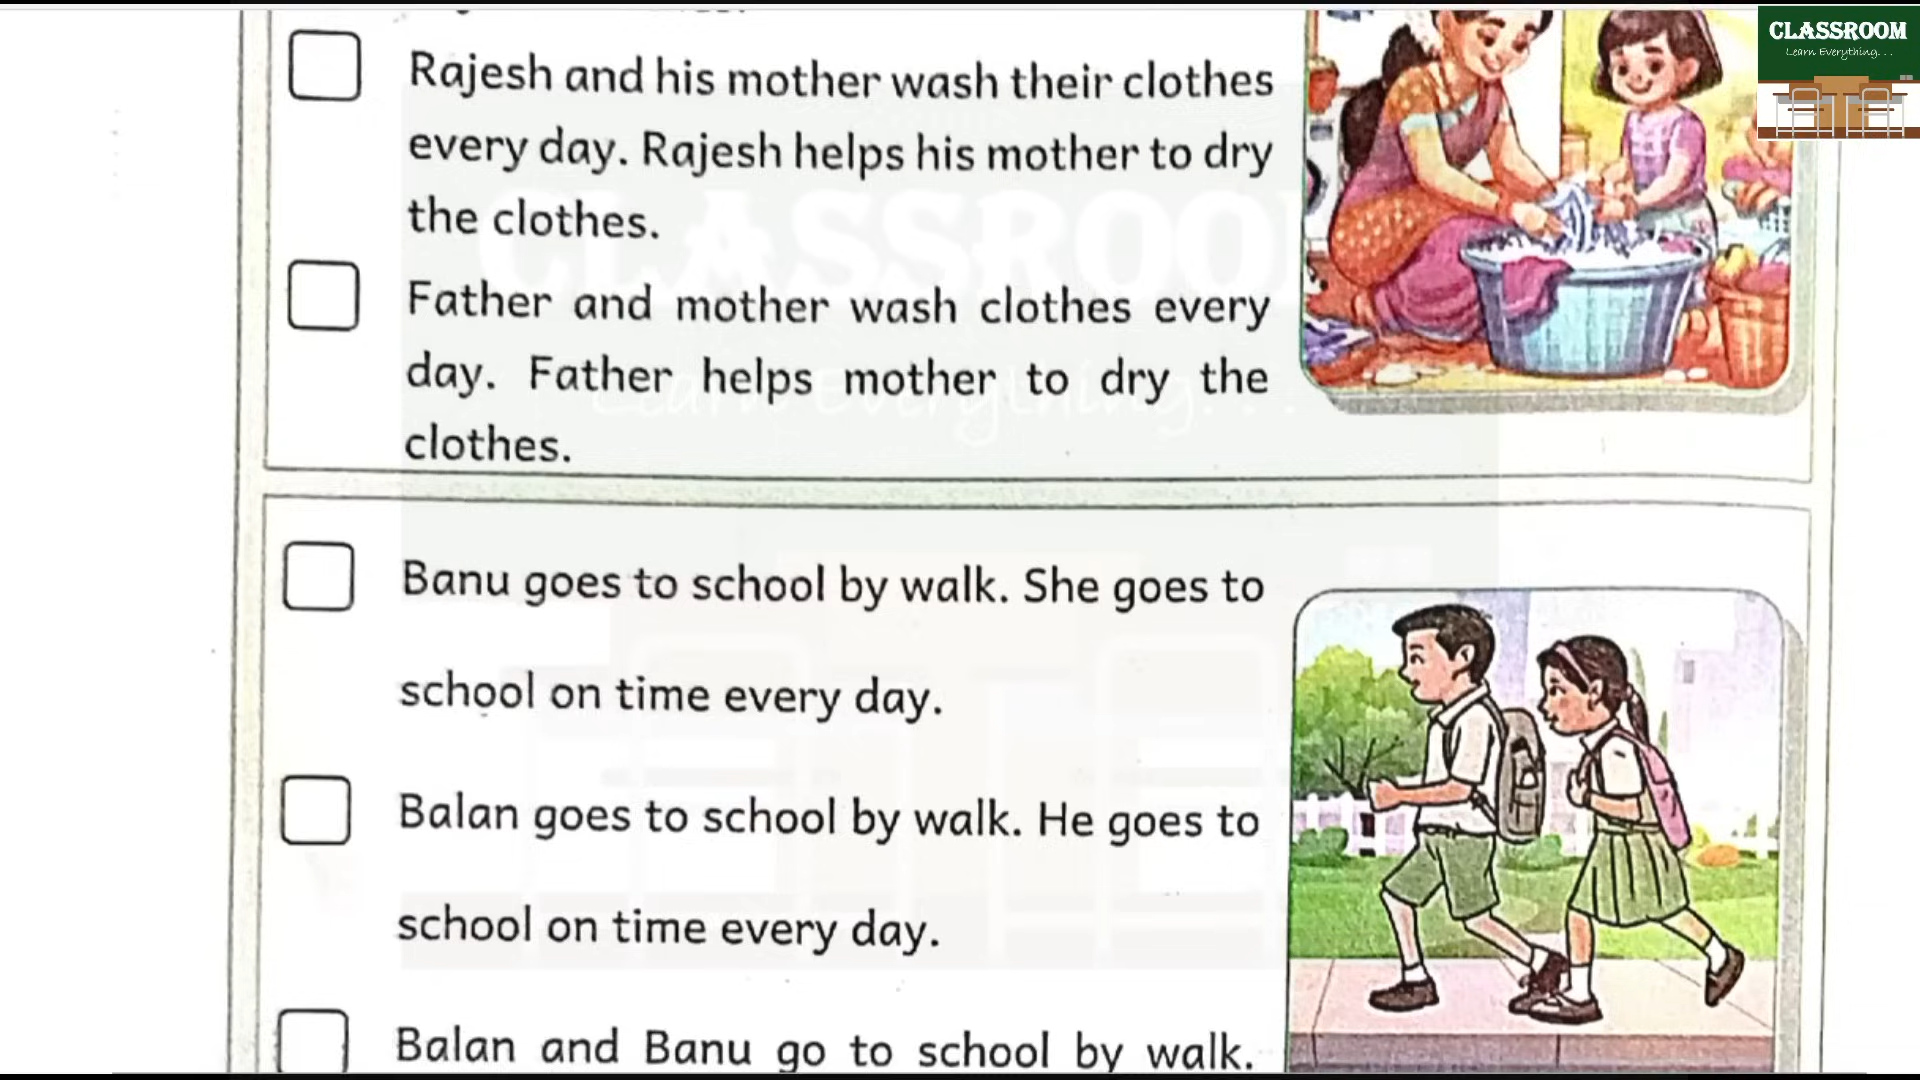 CLASSROOM
Learn Everything. . .
Rajesh and his mother wash their clothes
every day. Rajesh helps his mother to dry
the clothes.
Father and mother wash clothes every
day. Father helps mother to dry the
clothes.
Banu goes to school by walk. She goes to
school on time every day.
Balan goes to school by walk. He goes to
school on time every day.
Balan and Banu go to school by walk.
CLASSROO
Learn Everything. . .